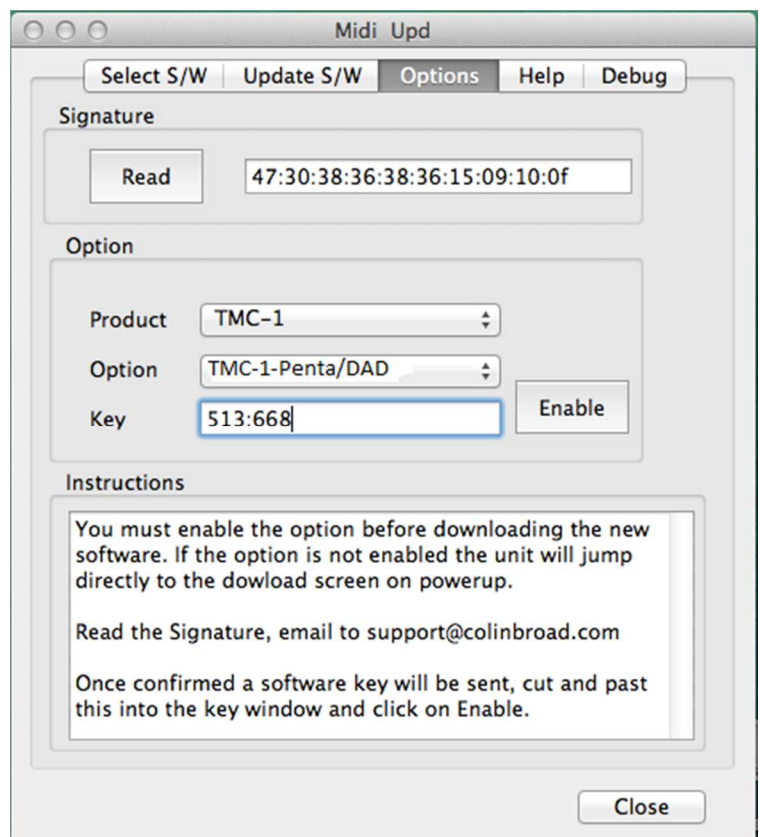 Midi Upd
Select S/W Update S/W Options Help Debug
Signature
Read 47:30:38:36:38:36:15:09:10:0f
Option
Product TMC-1
Option TMC-1-Penta/DAD
Key 513:668 Enable
Instructions
You must enable the option before downloading the new
software. If the option is not enabled the unit will jump
directly to the dowload screen on powerup.
Read the Signature, email to support@colinbroad.com
Once confirmed a software key will be sent, cut and past
this into the key window and click on Enable.
Close